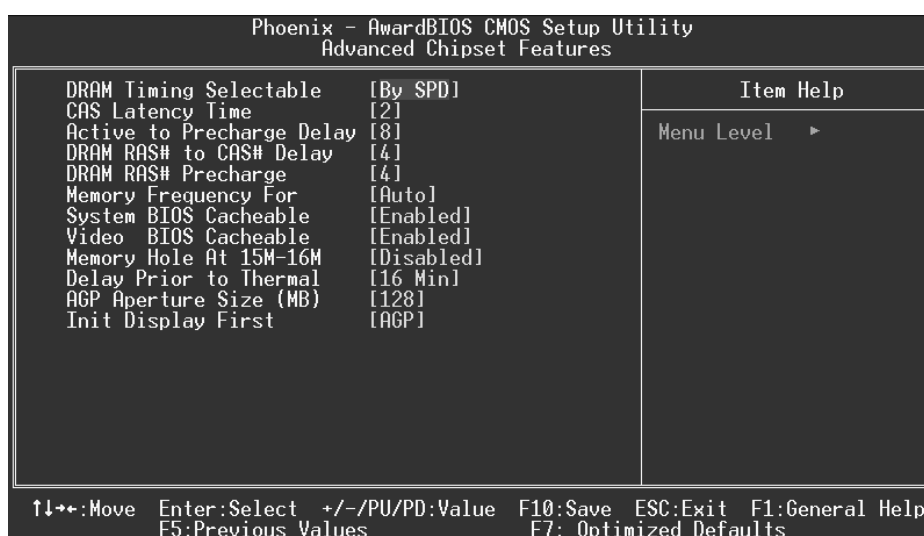 Phoenix - AwardBIOS CMOS Setup Utility
Advanced Chipset Features
DRAM Timing Selectable [By SPD]
CAS Latency Time [2]
Active to Precharge Delay [8]
DRAM RAS# to CAS# Delay [4]
DRAM RAS# Precharge [4]
Memory Frequency For [Auto]
System BIOS Cacheable [Enabled]
Video BIOS Cacheable [Enabled]
Memory Hole At 15M-16M [Disabled]
Delay Prior to Thermal [16 Min]
AGP Aperture Size (MB) [128]
Init Display First [AGP]
Item Help
Menu Level ►
↑↓→←:Move Enter:Select +/-/PU/PD:Value F10:Save ESC:Exit F1:General Help
F5:Previous Values F7: Optimized Defaults